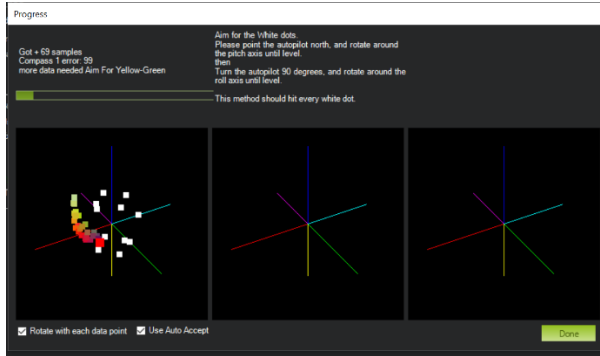 Progress
Got + 69 samples
Compass 1 error: 99
more data needed Aim For Yellow-Green
Aim for the White dots.
Please point the autopilot north, and rotate around
the pitch axis until level.
then
Turn the autopilot 90 degrees, and rotate around the
roll axis until level.
This method should hit every white dot.
Rotate with each data point
Use Auto Accept
Done